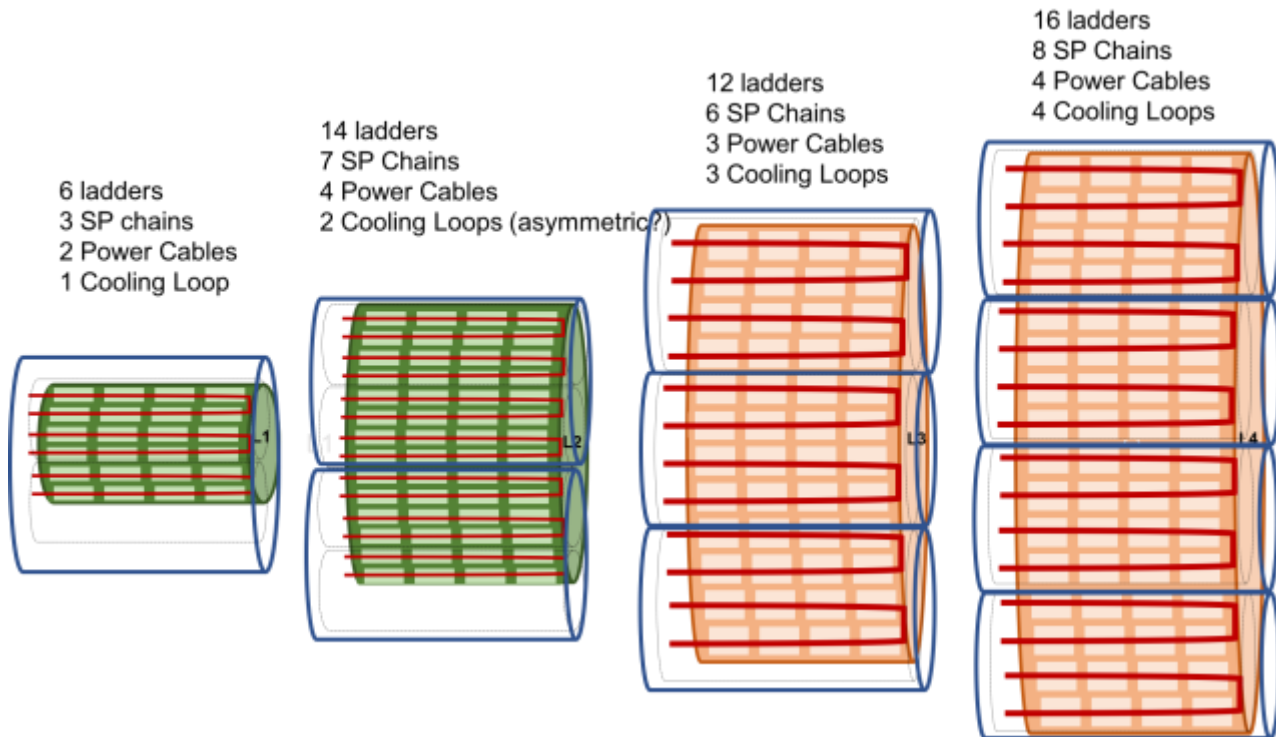 6 ladders
3 SP chains
2 Power Cables
1 Cooling Loop
L1
14 ladders
7 SP Chains
4 Power Cables
2 Cooling Loops (asymmetric?)
L2
12 ladders
6 SP Chains
3 Power Cables
3 Cooling Loops
L3
16 ladders
8 SP Chains
4 Power Cables
4 Cooling Loops
L4